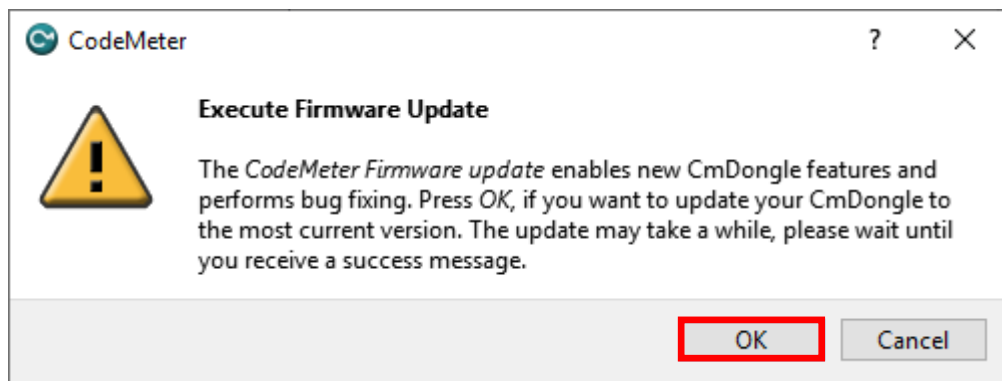 CodeMeter
?
Execute Firmware Update
The CodeMeter Firmware update enables new CmDongle features and
performs bug fixing. Press OK, if you want to update your CmDongle to
the most current version. The update may take a while, please wait until
you receive a success message.
OK
Cancel